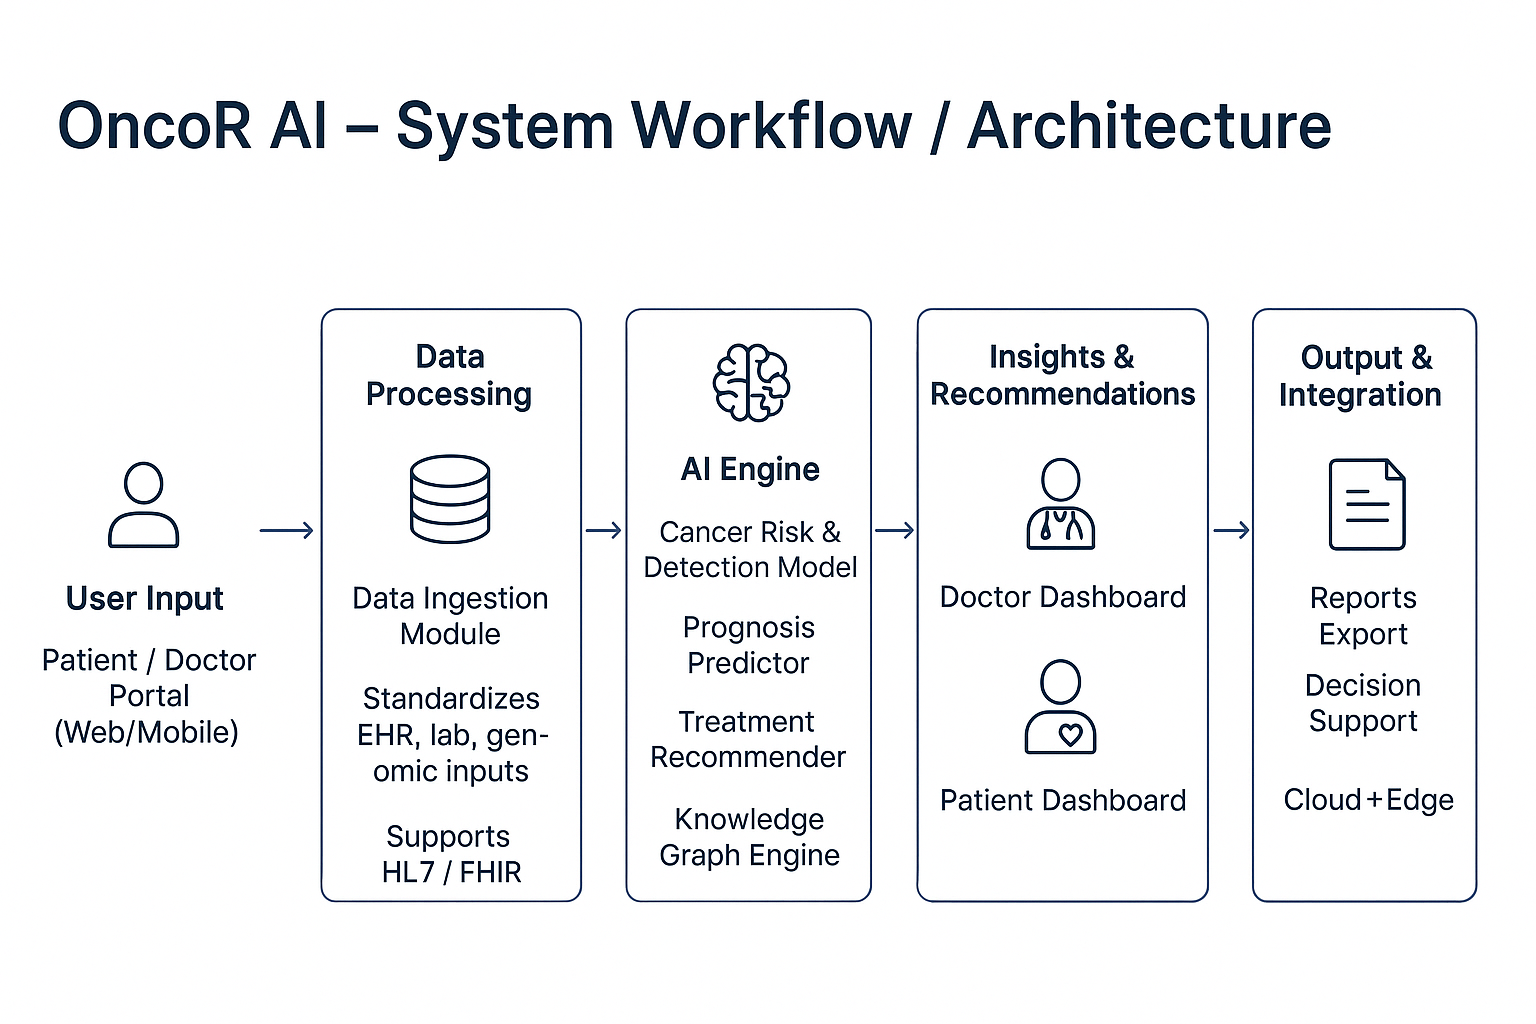 OncoR AI – System Workflow / Architecture
User Input
Patient / Doctor
Portal
(Web/Mobile)
Data
Processing
Data Ingestion
Module
Standardizes
EHR, lab, gen-
omic inputs
Supports
HL7 / FHIR
AI Engine
Cancer Risk &
Detection Model
Prognosis
Predictor
Treatment
Recommender
Knowledge
Graph Engine
Insights &
Recommendations
Doctor Dashboard
Patient Dashboard
Output &
Integration
Reports
Export
Decision
Support
Cloud+Edge